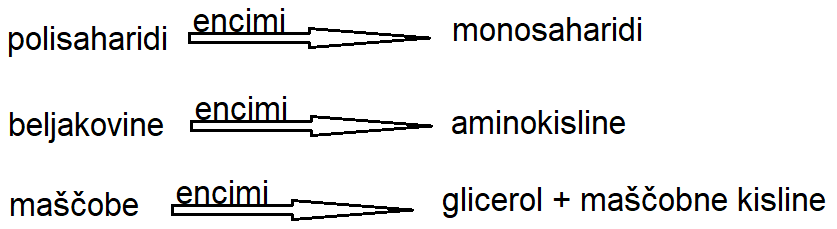 polisaharidi encimi monosaharidi
beljakovine encimi aminokisline
maščobe encimi glicerol + maščobne kisline